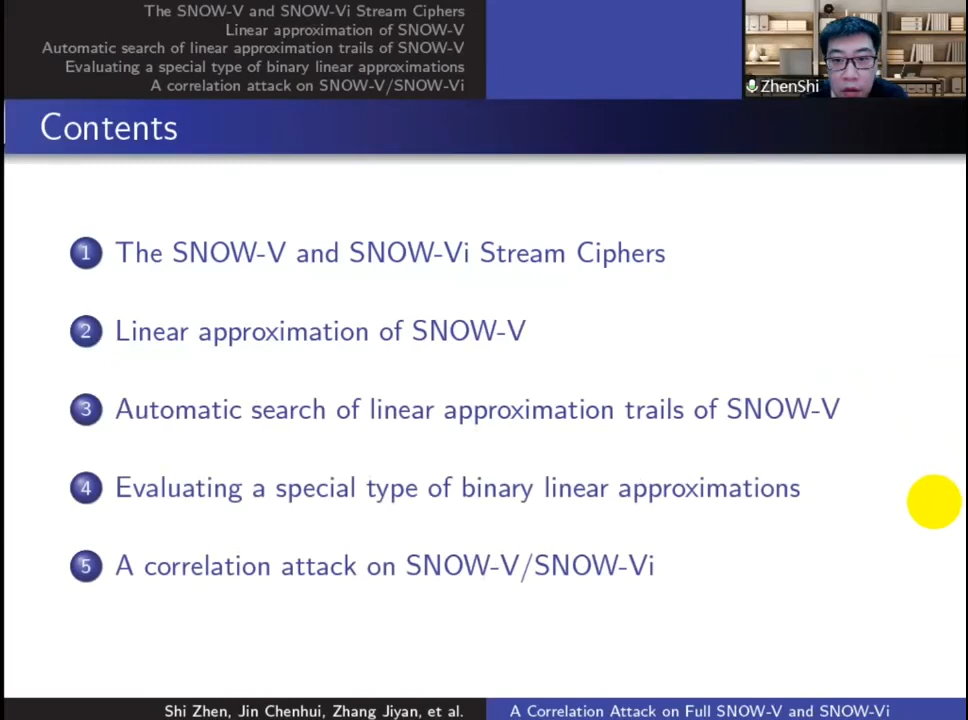 The SNOW-V and SNOW-Vi Stream Ciphers
Linear approximation of SNOW-V
Automatic search of linear approximation trails of SNOW-V
Evaluating a special type of binary linear approximations
A correlation attack on SNOW-V/SNOW-Vi
ZhenShi
Contents
1 The SNOW-V and SNOW-Vi Stream Ciphers
2 Linear approximation of SNOW-V
3 Automatic search of linear approximation trails of SNOW-V
4 Evaluating a special type of binary linear approximations
5 A correlation attack on SNOW-V/SNOW-Vi
Shi Zhen, Jin Chenhui, Zhang Jiyan, et al.
A Correlation Attack on Full SNOW-V and SNOW-Vi